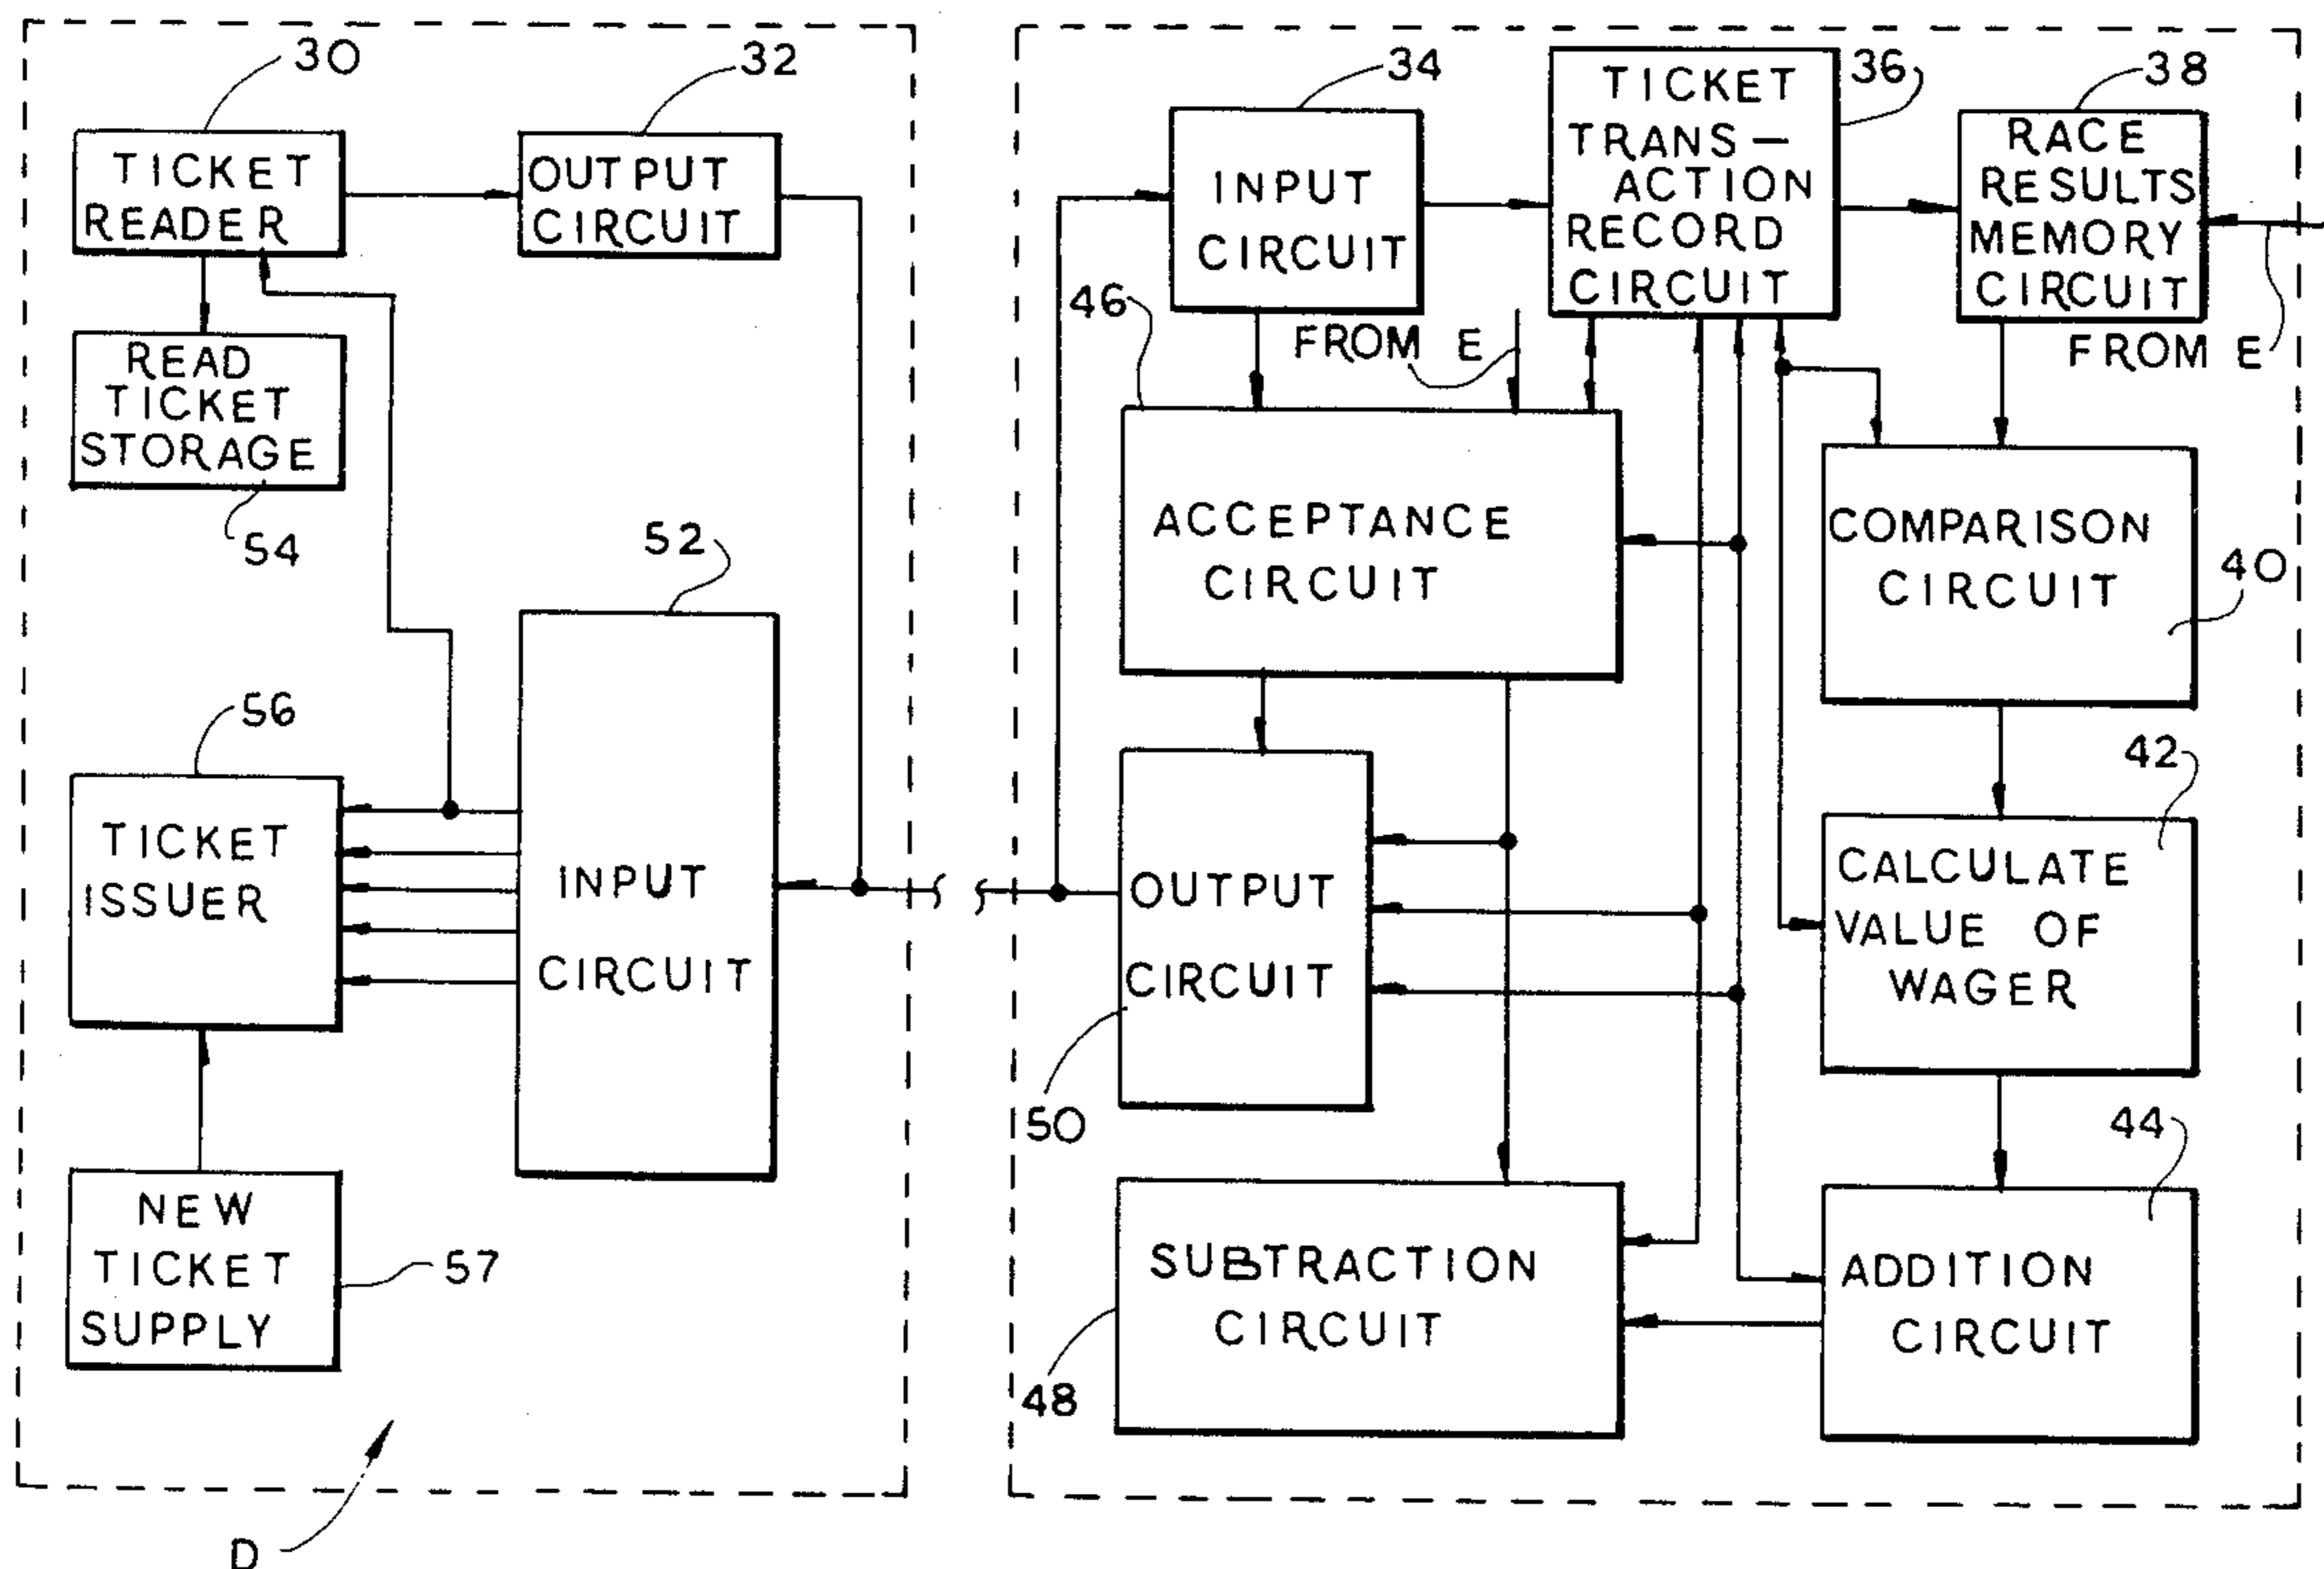 30
32
TICKET
READER
OUTPUT
CIRCUIT
READ
TICKET
STORAGE
54
52
56
TICKET
ISSUER
INPUT
CIRCUIT
NEW
TICKET
SUPPLY
57
D
34
36
38
INPUT
CIRCUIT
TICKET
TRANS-
ACTION
RECORD
CIRCUIT
RACE
RESULTS
MEMORY
CIRCUIT
46
FROM E
FROM E
ACCEPTANCE
CIRCUIT
COMPARISON
CIRCUIT
40
42
OUTPUT
CIRCUIT
50
CALCULATE
VALUE OF
WAGER
44
SUBTRACTION
CIRCUIT
48
ADDITION
CIRCUIT